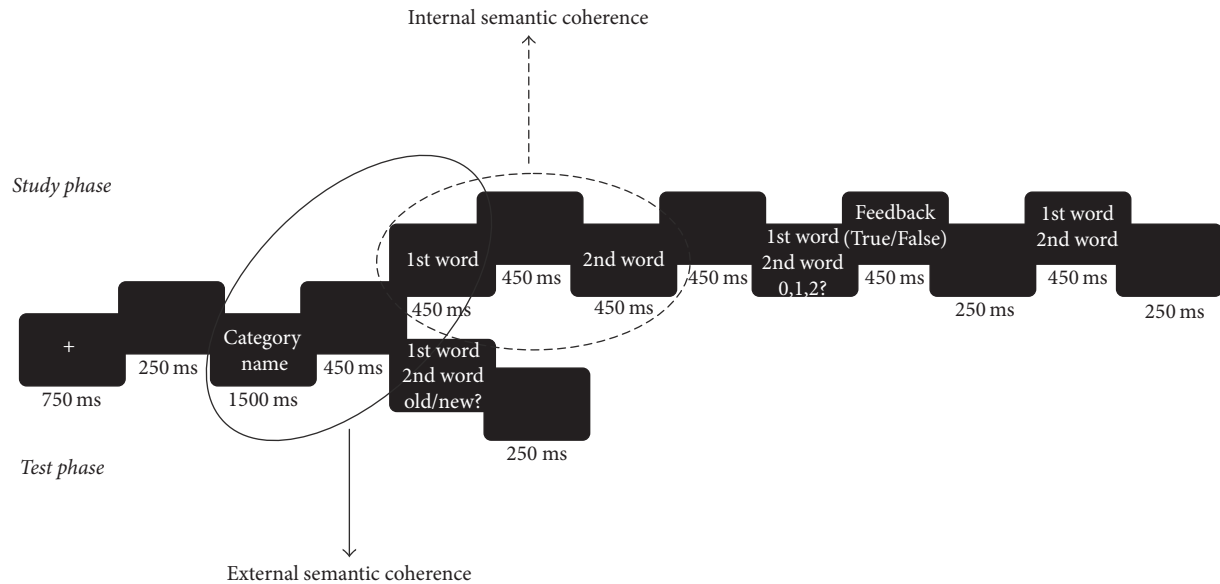 Internal semantic coherence
Study phase
+
750 ms
250 ms
Category
name
1500 ms
450 ms
1st word
450 ms
450 ms
2nd word
450 ms
450 ms
1st word
2nd word
0,1,2?
Feedback
(True/False)
450 ms
250 ms
1st word
2nd word
450 ms
250 ms
1st word
2nd word
old/new?
250 ms
Test phase
External semantic coherence